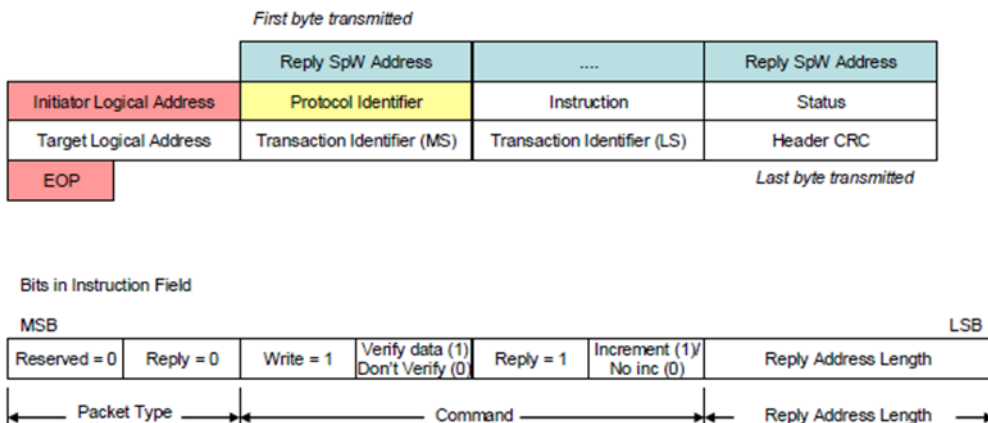 First byte transmitted
Reply SpW Address .... Reply SpW Address
Initiator Logical Address Protocol Identifier Instruction Status
Target Logical Address Transaction Identifier (MS) Transaction Identifier (LS) Header CRC
EOP Last byte transmitted
Bits in Instruction Field
MSB LSB
Reserved = 0 Reply = 0 Write = 1 Verify data (1) Don't Verify (0) Reply = 1 Increment (1)/ No inc (0) Reply Address Length
Packet Type Command Reply Address Length